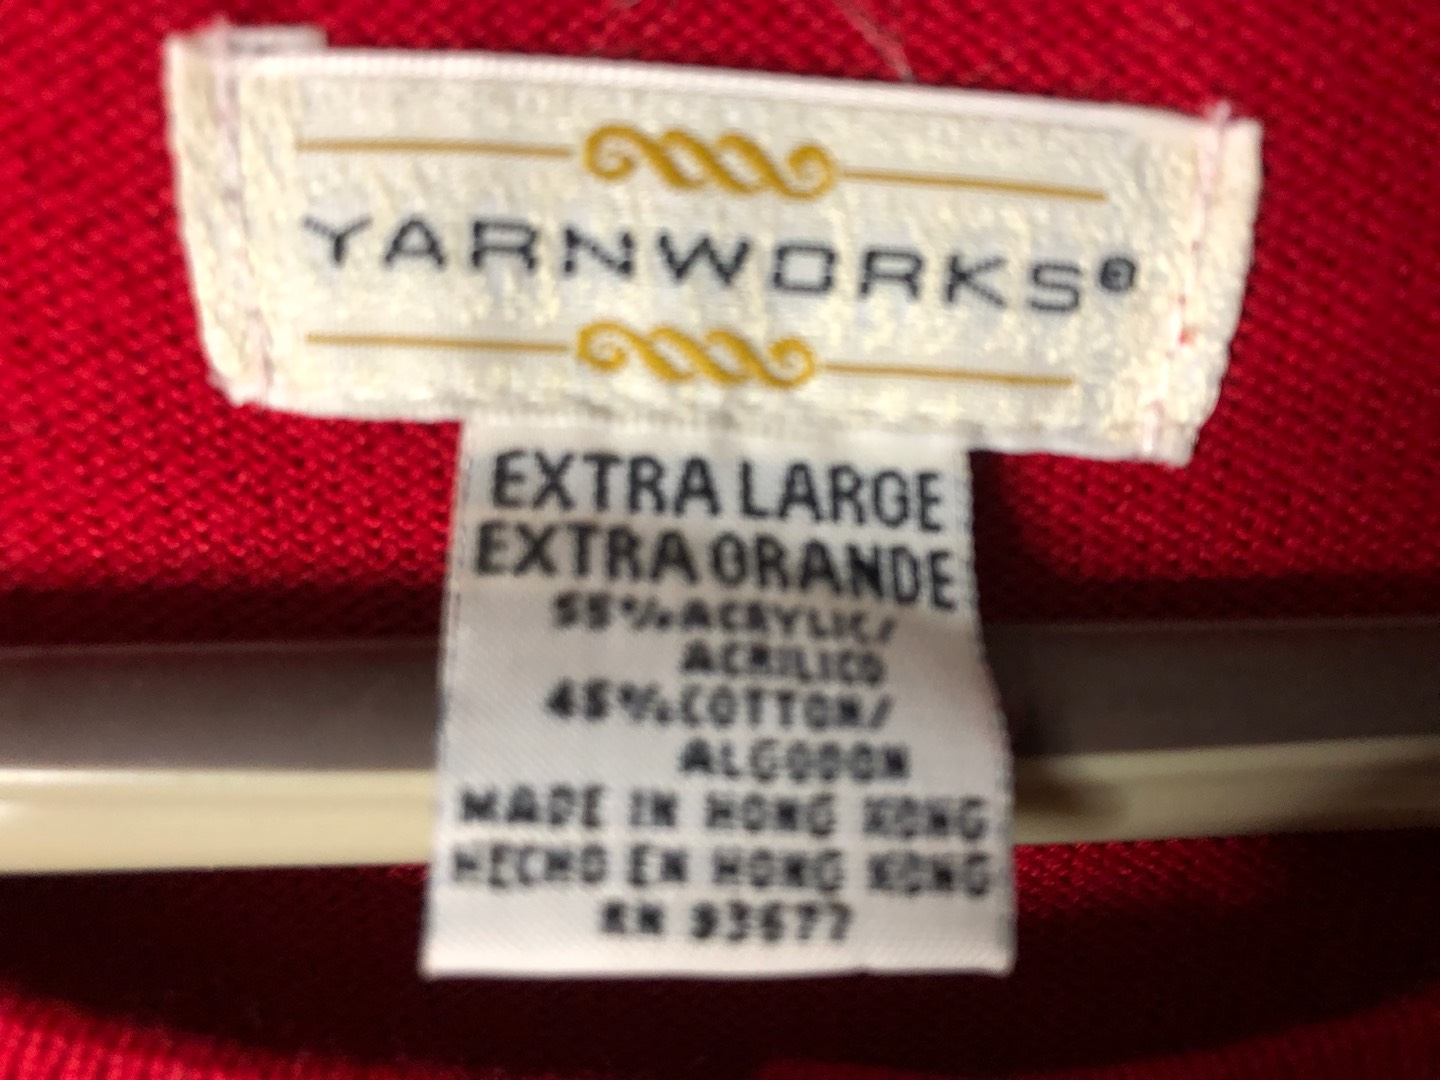 YARNWORKS®
EXTRA LARGE
EXTRA GRANDE
55% ACRYLIC/
ACRILICO
45% COTTON/
ALGODON
MADE IN HONG KONG
HECHO EN HONG KONG
RN 93677